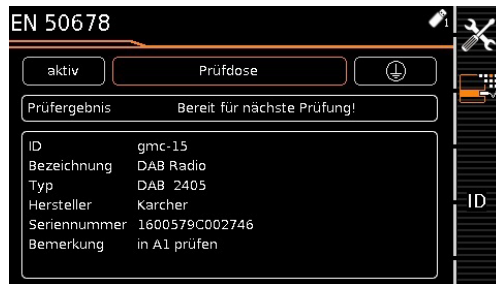 EN 50678
1
aktiv Prüfdose
Prüfergebnis Bereit für nächste Prüfung!
ID gmc-15
Bezeichnung DAB Radio
Typ DAB 2405
Hersteller Karcher
Seriennummer 1600579C002746
Bemerkung in A1 prüfen
ID